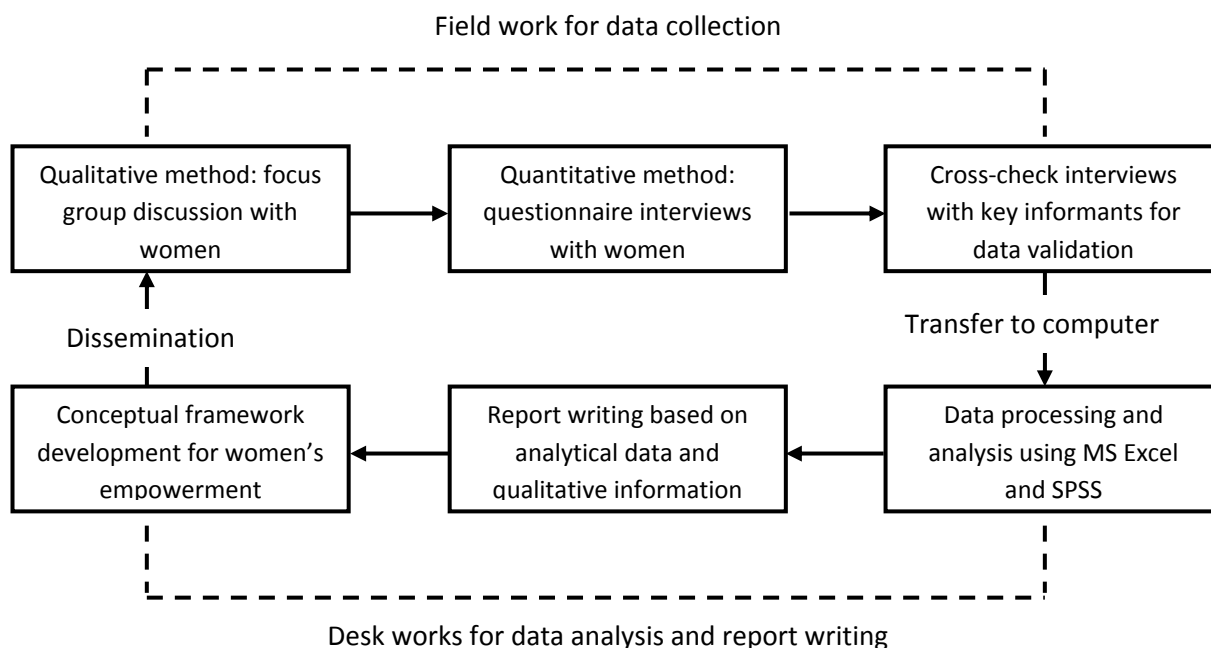 Field work for data collection
Qualitative method: focus
group discussion with
women
Quantitative method:
questionnaire interviews
with women
Cross-check interviews
with key informants for
data validation
Dissemination
Transfer to computer
Conceptual framework
development for women’s
empowerment
Report writing based on
analytical data and
qualitative information
Data processing and
analysis using MS Excel
and SPSS
Desk works for data analysis and report writing